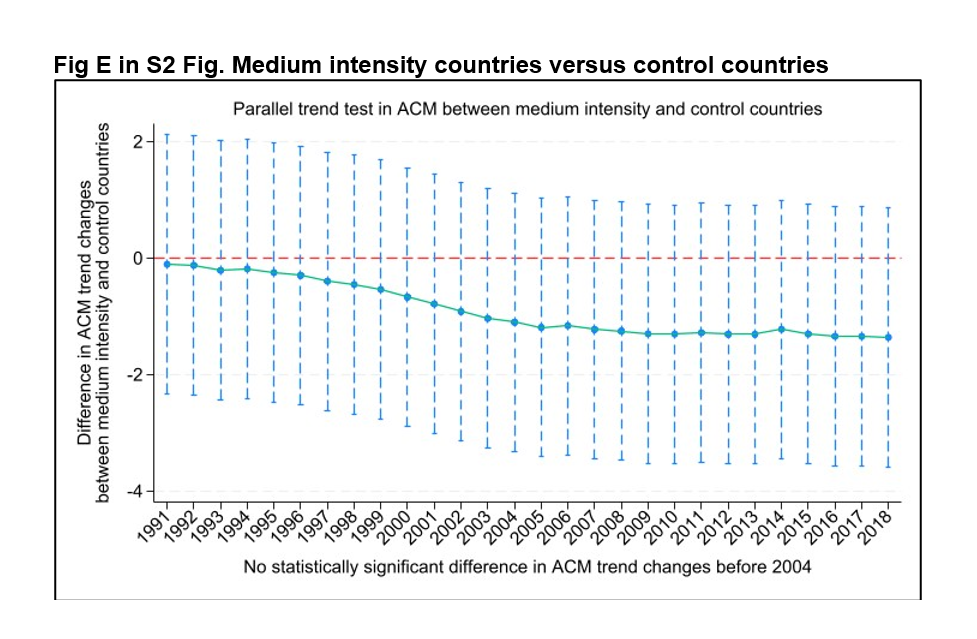 Fig E in S2 Fig. Medium intensity countries versus control countries
Parallel trend test in ACM between medium intensity and control countries
Difference in ACM trend changes
between medium intensity and control countries
2
0
-2
-4
1991 1992 1993 1994 1995 1996 1997 1998 1999 2000 2001 2002 2003 2004 2005 2006 2007 2008 2009 2010 2011 2012 2013 2014 2015 2016 2017 2018
No statistically significant difference in ACM trend changes before 2004